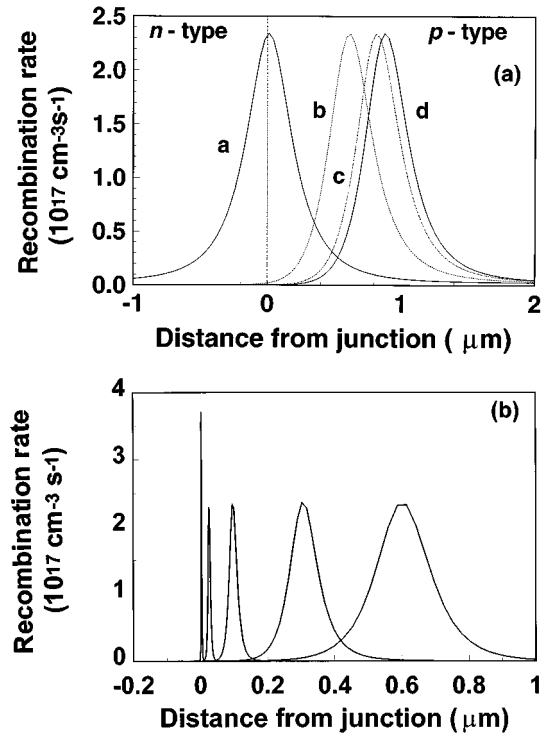 n - type p - type
(a)
2.5
2.0
1.5
1.0
0.5
0.0
a
b
c
d
Recombination rate
(10¹⁷ cm⁻³s⁻¹)
-1 0 1 2
Distance from junction ( μm)
(b)
4
3
2
1
0
Recombination rate
(10¹⁷ cm⁻³ s⁻¹)
-0.2 0 0.2 0.4 0.6 0.8 1
Distance from junction ( μm)